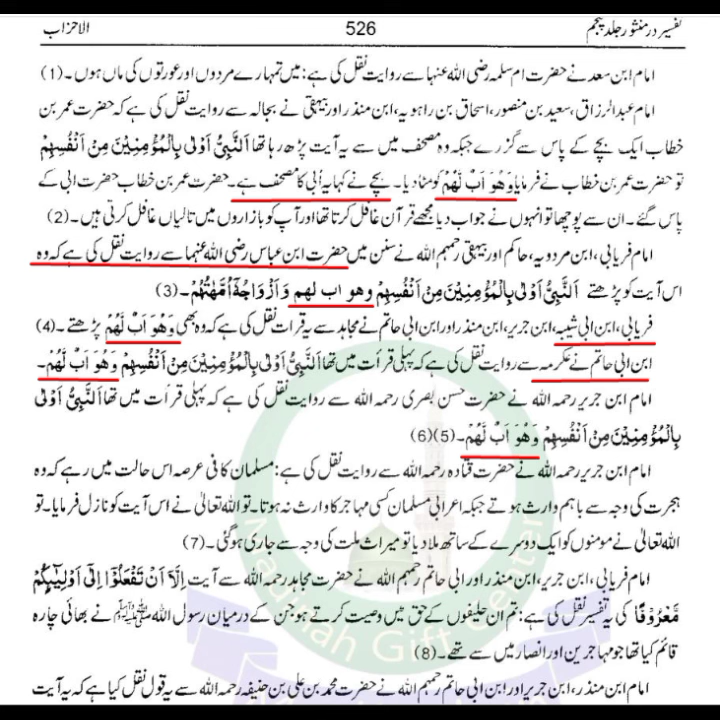 تفسیر درمنثور جلد پنجم 526 الاحزاب
امام ابن سعد نے حضرت ام سلمہ رضی اللہ عنہا سے روایت نقل کی ہے: میں تمہارے مردوں اور عورتوں کی ماں ہوں۔ (1)
امام عبدالرزاق، سعید بن منصور، اسحاق بن راہویہ، ابن منذر اور بیہقی نے بجالہ سے روایت نقل کی ہے کہ حضرت عمر بن
خطاب ایک بچے کے پاس سے گزرے جبکہ وہ مصحف میں سے یہ آیت پڑھ رہا تھا اَلنَّبِیُّ اَوْلٰى بِالْمُؤْمِنِیْنَ مِنْ اَنْفُسِهِمْ
تو حضرت عمر بن خطاب نے فرمایا وَهُوَ اَبٌ لَّهُمْ کو مٹا دیا۔ بچے نے کہا یہ اُبی کا مصحف ہے۔ حضرت عمر بن خطاب حضرت ابی کے
پاس گئے۔ ان سے پوچھا تو انہوں نے جواب دیا مجھے قرآن غافل کرتا تھا اور آپ کو بازاروں میں تالیاں غافل کرتی ہیں۔ (2)
امام فریابی، ابن مردویہ، حاکم اور بیہقی رحمہم اللہ نے سنن میں حضرت ابن عباس رضی اللہ عنہما سے روایت نقل کی ہے کہ وہ
اس آیت کو پڑھتے اَلنَّبِیُّ اَوْلٰى بِالْمُؤْمِنِیْنَ مِنْ اَنْفُسِهِمْ وهو اب لهم وَاَزْوَاجُهٗۤ اُمَّهٰتُهُمْ۔ (3)
فریابی، ابن ابی شیبہ، ابن جریر، ابن منذر اور ابن ابی حاتم نے مجاہد سے یہ قرات نقل کی ہے کہ وہ بھی وَهُوَ اَبٌ لَّهُمْ پڑھتے۔ (4)
ابن ابی حاتم نے عکرمہ سے روایت نقل کی ہے کہ پہلی قرات میں تھا اَلنَّبِیُّ اَوْلٰى بِالْمُؤْمِنِیْنَ مِنْ اَنْفُسِهِمْ وَهُوَ اَبٌ لَّهُمْ۔
امام ابن جریر رحمہ اللہ نے حضرت حسن بصری رحمہ اللہ سے روایت نقل کی ہے کہ پہلی قرات میں تھا اَلنَّبِیُّ اَوْلٰى
بِالْمُؤْمِنِیْنَ مِنْ اَنْفُسِهِمْ وَهُوَ اَبٌ لَّهُمْ۔ (5)(6)
امام ابن جریر رحمہ اللہ نے حضرت قتادہ رحمہ اللہ سے روایت نقل کی ہے: مسلمان کافی عرصہ اس حالت میں رہے کہ وہ
ہجرت کی وجہ سے باہم وارث ہوتے جبکہ اعرابی مسلمان کسی مہاجر کا وارث نہ ہوتا۔ تو اللہ تعالیٰ نے اس آیت کو نازل فرمایا۔ تو
اللہ تعالیٰ نے مومنوں کو ایک دوسرے کے ساتھ ملا دیا تو میراث ملت کی وجہ سے جاری ہوگئی۔ (7)
امام فریابی، ابن جریر، ابن منذر اور ابن ابی حاتم رحمہم اللہ نے حضرت مجاہد رحمہ اللہ سے آیت اِلَّاۤ اَنْ تَفْعَلُوْۤا اِلٰۤى اَوْلِیٰٓىٕكُمْ
مَّعْرُوْفًا کی یہ تفسیر نقل کی ہے: تم ان حلیفوں کے حق میں وصیت کرتے ہو جن کے درمیان رسول اللہ ﷺ نے بھائی چارہ
قائم کیا تھا جو مہاجرین اور انصار میں سے تھے۔ (8)
امام ابن منذر، ابن جریر اور ابن ابی حاتم رحمہم اللہ نے حضرت محمد بن علی بن حنیفہ رحمہ اللہ سے یہ قول نقل کیا ہے کہ یہ آیت
Madinah Gift Center